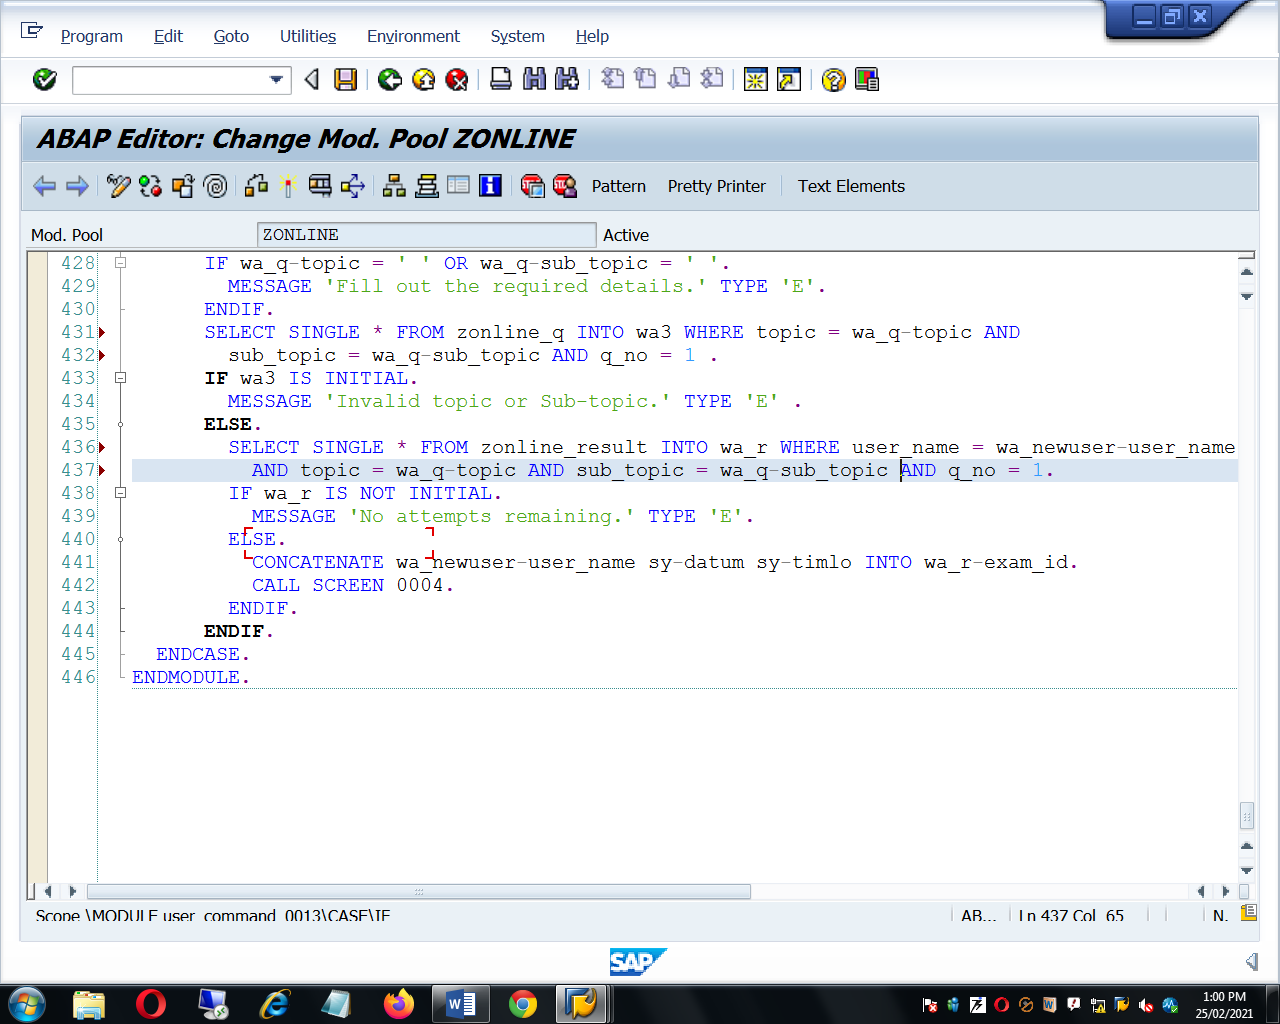 Program Edit Goto Utilities Environment System Help
ABAP Editor: Change Mod. Pool ZONLINE
Pattern Pretty Printer Text Elements
Mod. Pool ZONLINE Active
428 IF wa_q-topic = ' ' OR wa_q-sub_topic = ' '.
429 MESSAGE 'Fill out the required details.' TYPE 'E'.
430 ENDIF.
431 SELECT SINGLE * FROM zonline_q INTO wa3 WHERE topic = wa_q-topic AND
432 sub_topic = wa_q-sub_topic AND q_no = 1 .
433 IF wa3 IS INITIAL.
434 MESSAGE 'Invalid topic or Sub-topic.' TYPE 'E' .
435 ELSE.
436 SELECT SINGLE * FROM zonline_result INTO wa_r WHERE user_name = wa_newuser-user_name
437 AND topic = wa_q-topic AND sub_topic = wa_q-sub_topic AND q_no = 1.
438 IF wa_r IS NOT INITIAL.
439 MESSAGE 'No attempts remaining.' TYPE 'E'.
440 ELSE.
441 CONCATENATE wa_newuser-user_name sy-datum sy-timlo INTO wa_r-exam_id.
442 CALL SCREEN 0004.
443 ENDIF.
444 ENDIF.
445 ENDCASE.
446 ENDMODULE.
Scope \MODULE user_command_0013\CASE\IF AB... Ln 437 Col 65 N.
SAP
1:00 PM
25/02/2021